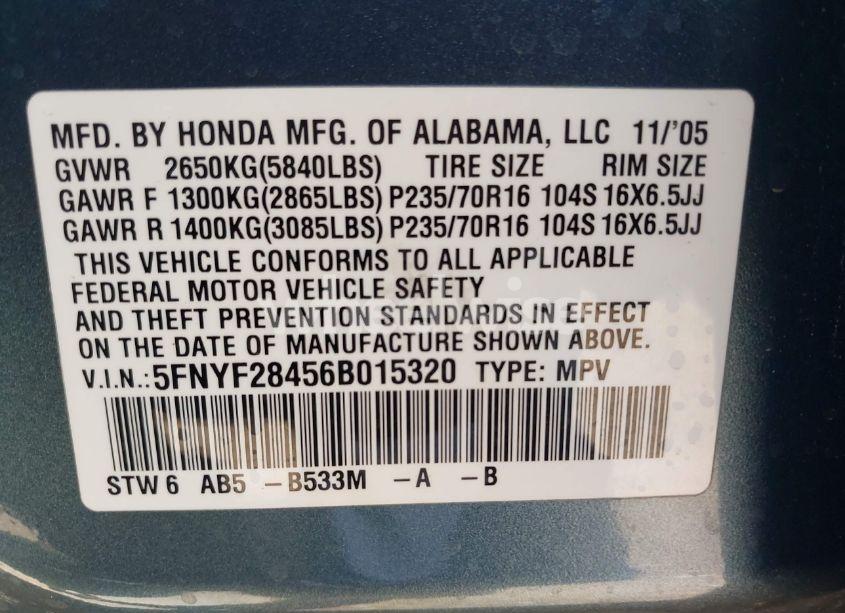 MFD. BY HONDA MFG. OF ALABAMA, LLC 11/'05
GVWR 2650KG(5840LBS) TIRE SIZE RIM SIZE
GAWR F 1300KG(2865LBS) P235/70R16 104S 16X6.5JJ
GAWR R 1400KG(3085LBS) P235/70R16 104S 16X6.5JJ
THIS VEHICLE CONFORMS TO ALL APPLICABLE
FEDERAL MOTOR VEHICLE SAFETY
AND THEFT PREVENTION STANDARDS IN EFFECT
ON THE DATE OF MANUFACTURE SHOWN ABOVE.
V.I.N.: 5FNYF28456B015320 TYPE: MPV
STW 6 AB5 -B533M -A -B